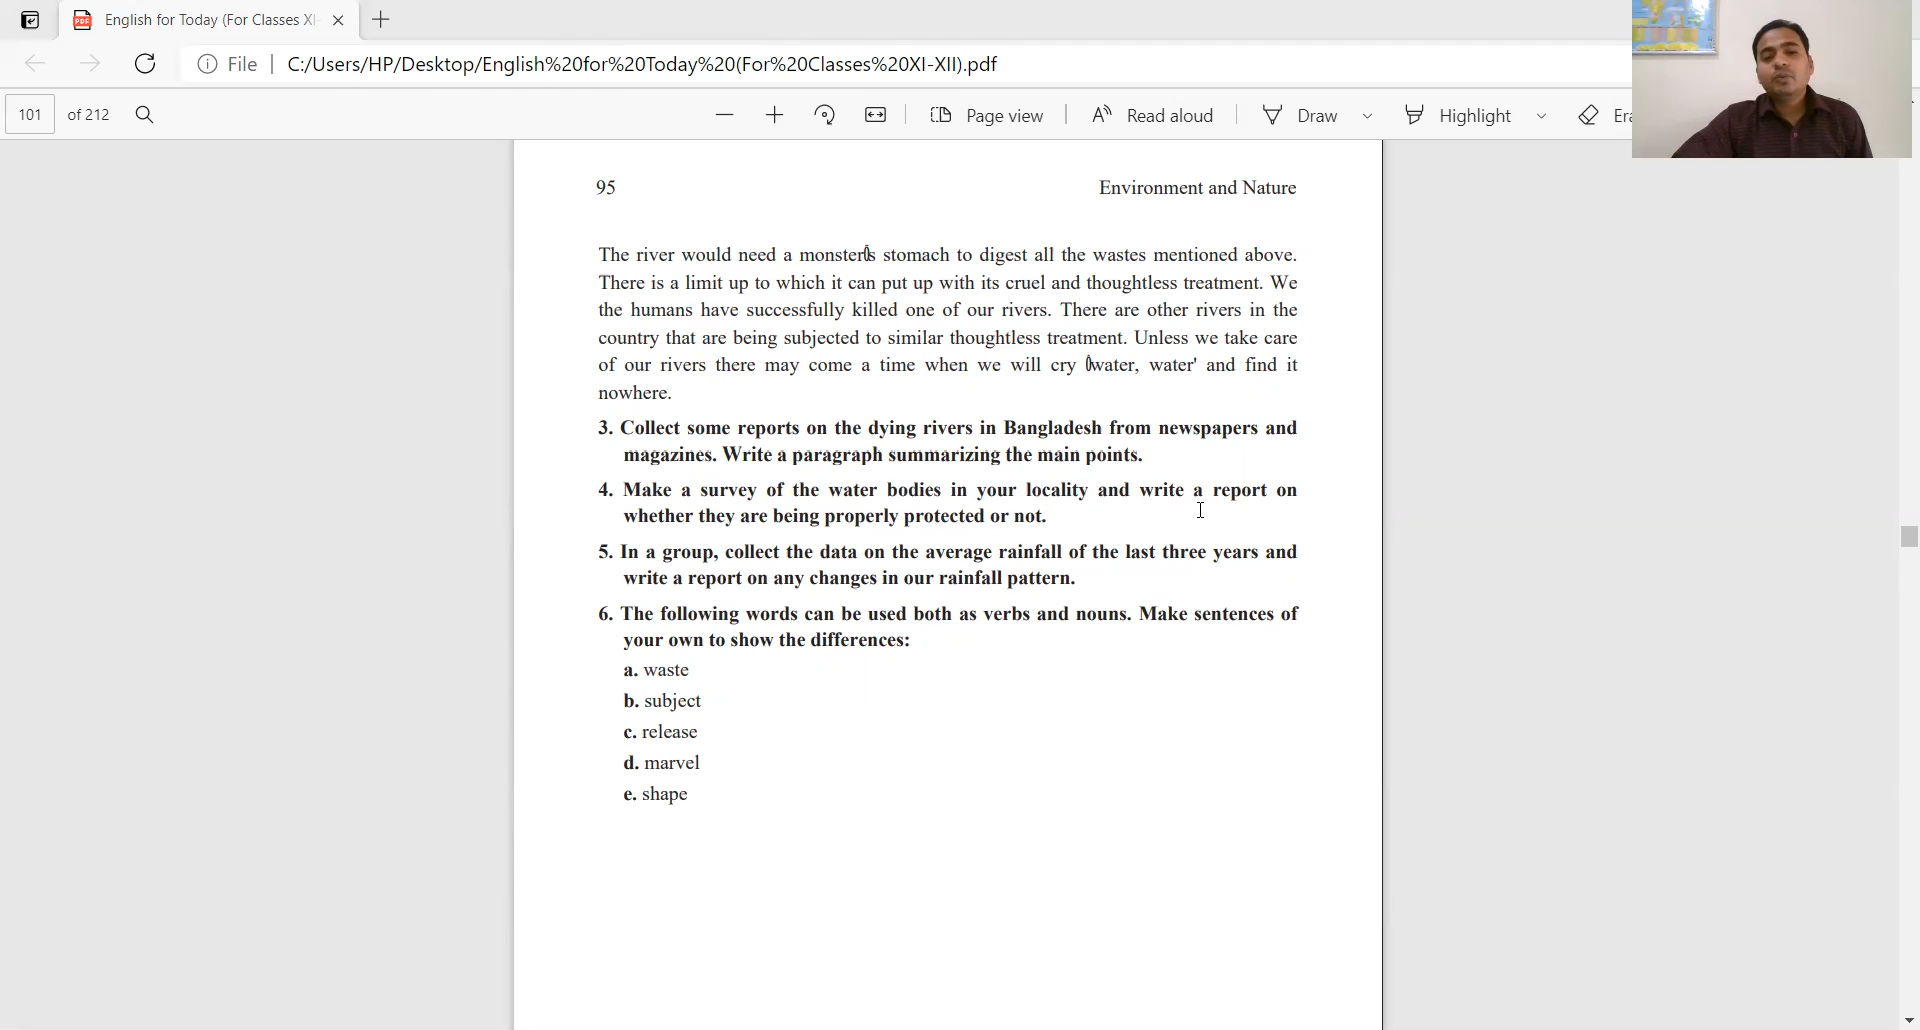 English for Today (For Classes XI-
File
C:/Users/HP/Desktop/English%20for%20Today%20(For%20Classes%20XI-XII).pdf
101 of 212
Page view
Read aloud
Draw
Highlight
95
Environment and Nature
The river would need a monsterÔs stomach to digest all the wastes mentioned above.
There is a limit up to which it can put up with its cruel and thoughtless treatment. We
the humans have successfully killed one of our rivers. There are other rivers in the
country that are being subjected to similar thoughtless treatment. Unless we take care
of our rivers there may come a time when we will cry Ôwater, water' and find it
nowhere.
3. Collect some reports on the dying rivers in Bangladesh from newspapers and
magazines. Write a paragraph summarizing the main points.
4. Make a survey of the water bodies in your locality and write a report on
whether they are being properly protected or not.
5. In a group, collect the data on the average rainfall of the last three years and
write a report on any changes in our rainfall pattern.
6. The following words can be used both as verbs and nouns. Make sentences of
your own to show the differences:
a. waste
b. subject
c. release
d. marvel
e. shape